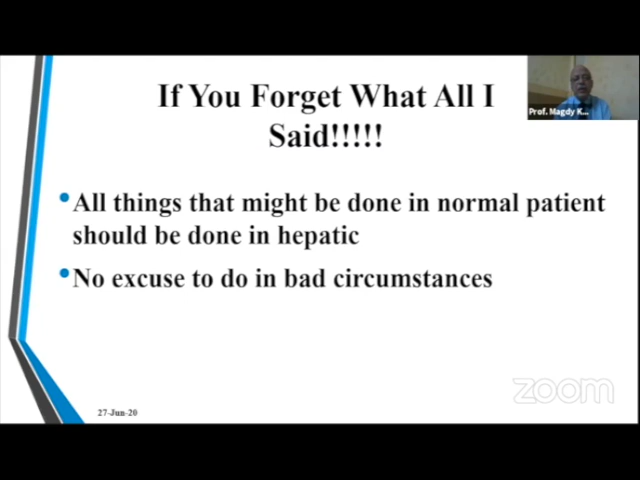 If You Forget What All I
Said!!!!!
Prof. Magdy K...
All things that might be done in normal patient
should be done in hepatic
No excuse to do in bad circumstances
zoom
27-Jun-20